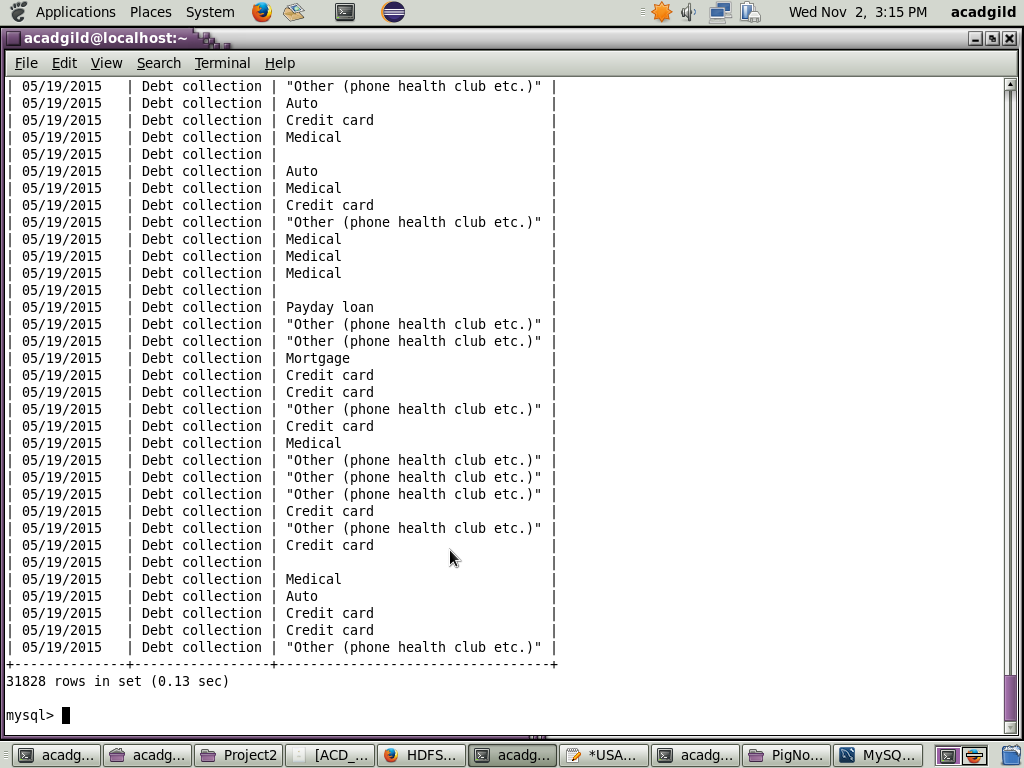 Applications Places System Wed Nov 2, 3:15 PM acadgild
acadgild@localhost:~
File Edit View Search Terminal Help
| 05/19/2015 | Debt collection | "Other (phone health club etc.)" |
| 05/19/2015 | Debt collection | Auto |
| 05/19/2015 | Debt collection | Credit card |
| 05/19/2015 | Debt collection | Medical |
| 05/19/2015 | Debt collection | |
| 05/19/2015 | Debt collection | Auto |
| 05/19/2015 | Debt collection | Medical |
| 05/19/2015 | Debt collection | Credit card |
| 05/19/2015 | Debt collection | "Other (phone health club etc.)" |
| 05/19/2015 | Debt collection | Medical |
| 05/19/2015 | Debt collection | Medical |
| 05/19/2015 | Debt collection | Medical |
| 05/19/2015 | Debt collection | |
| 05/19/2015 | Debt collection | Payday loan |
| 05/19/2015 | Debt collection | "Other (phone health club etc.)" |
| 05/19/2015 | Debt collection | "Other (phone health club etc.)" |
| 05/19/2015 | Debt collection | Mortgage |
| 05/19/2015 | Debt collection | Credit card |
| 05/19/2015 | Debt collection | Credit card |
| 05/19/2015 | Debt collection | "Other (phone health club etc.)" |
| 05/19/2015 | Debt collection | Credit card |
| 05/19/2015 | Debt collection | Medical |
| 05/19/2015 | Debt collection | "Other (phone health club etc.)" |
| 05/19/2015 | Debt collection | "Other (phone health club etc.)" |
| 05/19/2015 | Debt collection | "Other (phone health club etc.)" |
| 05/19/2015 | Debt collection | Credit card |
| 05/19/2015 | Debt collection | "Other (phone health club etc.)" |
| 05/19/2015 | Debt collection | Credit card |
| 05/19/2015 | Debt collection | |
| 05/19/2015 | Debt collection | Medical |
| 05/19/2015 | Debt collection | Auto |
| 05/19/2015 | Debt collection | Credit card |
| 05/19/2015 | Debt collection | Credit card |
| 05/19/2015 | Debt collection | "Other (phone health club etc.)" |
+--------------+-----------------+----------------------------------+
31828 rows in set (0.13 sec)
mysql>
acadg... acadg... Project2 [ACD_... HDFS... acadg... *USA... acadg... PigNo... MySQ...